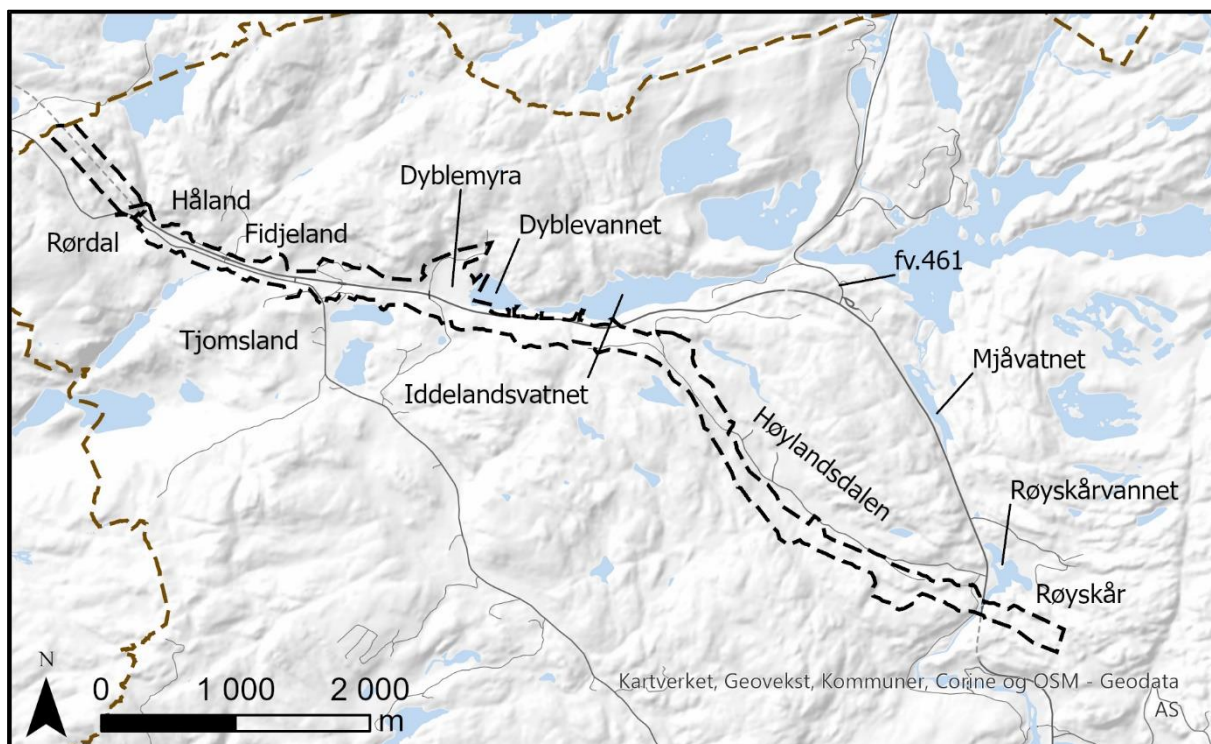 Dyblemyra
Håland
Dyblevannet
Rørdal
Fidjeland
fv.461
Tjomsland
Mjåvatnet
Iddelandsvatnet
Høylandsdalen
Røyskårvannet
Røyskår
N
0 1 000 2 000
m
Kartverket, Geovekst, Kommuner, Corine og OSM - Geodata
AS